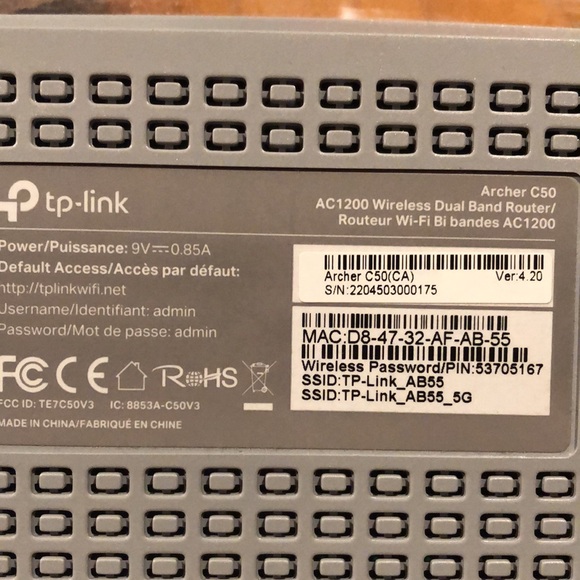 tp-link
Archer C50
AC1200 Wireless Dual Band Router/
Routeur Wi-Fi Bi bandes AC1200
Power/Puissance: 9V⎓0.85A
Default Access/Accès par défaut:
http://tplinkwifi.net
Username/Identifiant: admin
Password/Mot de passe: admin
Archer C50(CA) Ver:4.20
S/N:2204503000175
MAC:D8-47-32-AF-AB-55
Wireless Password/PIN:53705167
SSID:TP-Link_AB55
SSID:TP-Link_AB55_5G
FC CE RoHS
FCC ID: TE7C50V3 IC: 8853A-C50V3
MADE IN CHINA/FABRIQUÉ EN CHINE